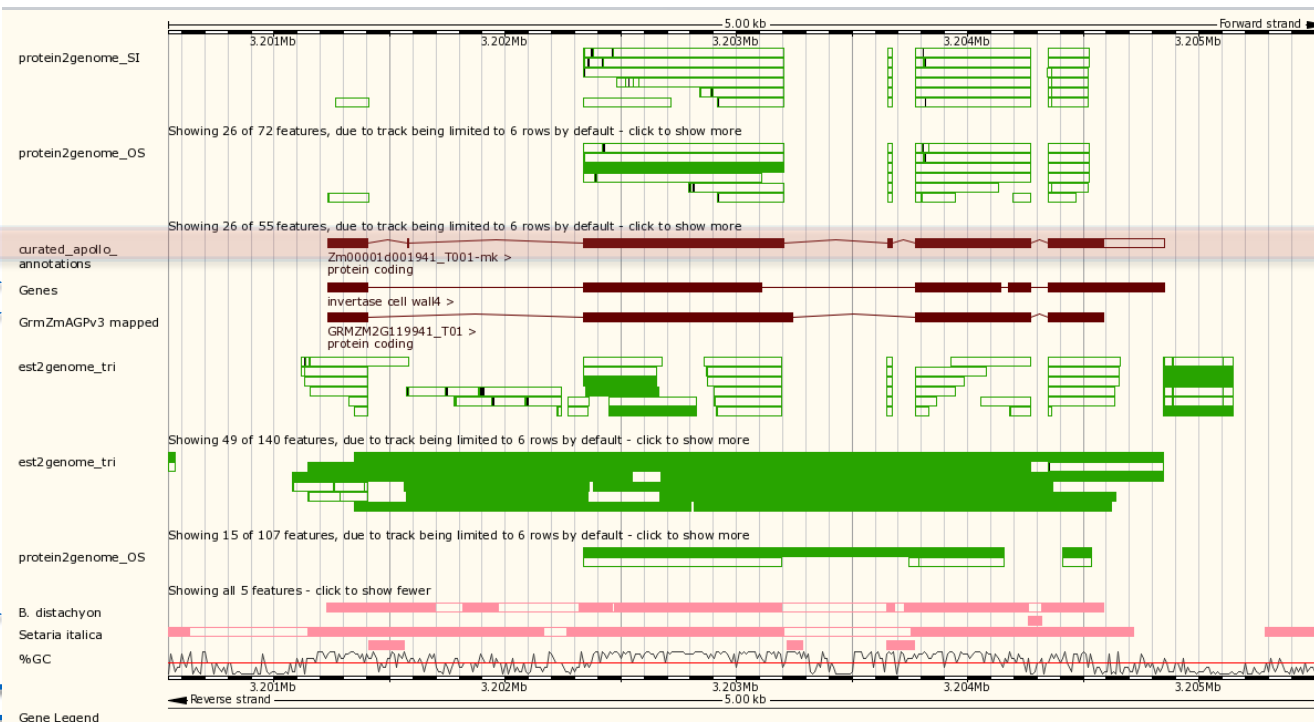 5.00 kb
Forward strand
3.201Mb 3.202Mb 3.203Mb 3.204Mb 3.205Mb
protein2genome_SI
Showing 26 of 72 features, due to track being limited to 6 rows by default - click to show more
protein2genome_OS
Showing 26 of 55 features, due to track being limited to 6 rows by default - click to show more
curated_apollo_
annotations
Zm00001d001941_T001-mk >
protein coding
Genes
invertase cell wall4 >
GrmZmAGPv3 mapped
GRMZM2G119941_T01 >
protein coding
est2genome_tri
Showing 49 of 140 features, due to track being limited to 6 rows by default - click to show more
est2genome_tri
Showing 15 of 107 features, due to track being limited to 6 rows by default - click to show more
protein2genome_OS
Showing all 5 features - click to show fewer
B. distachyon
Setaria italica
%GC
3.201Mb 3.202Mb 3.203Mb 3.204Mb 3.205Mb
Reverse strand
5.00 kb
Gene Legend